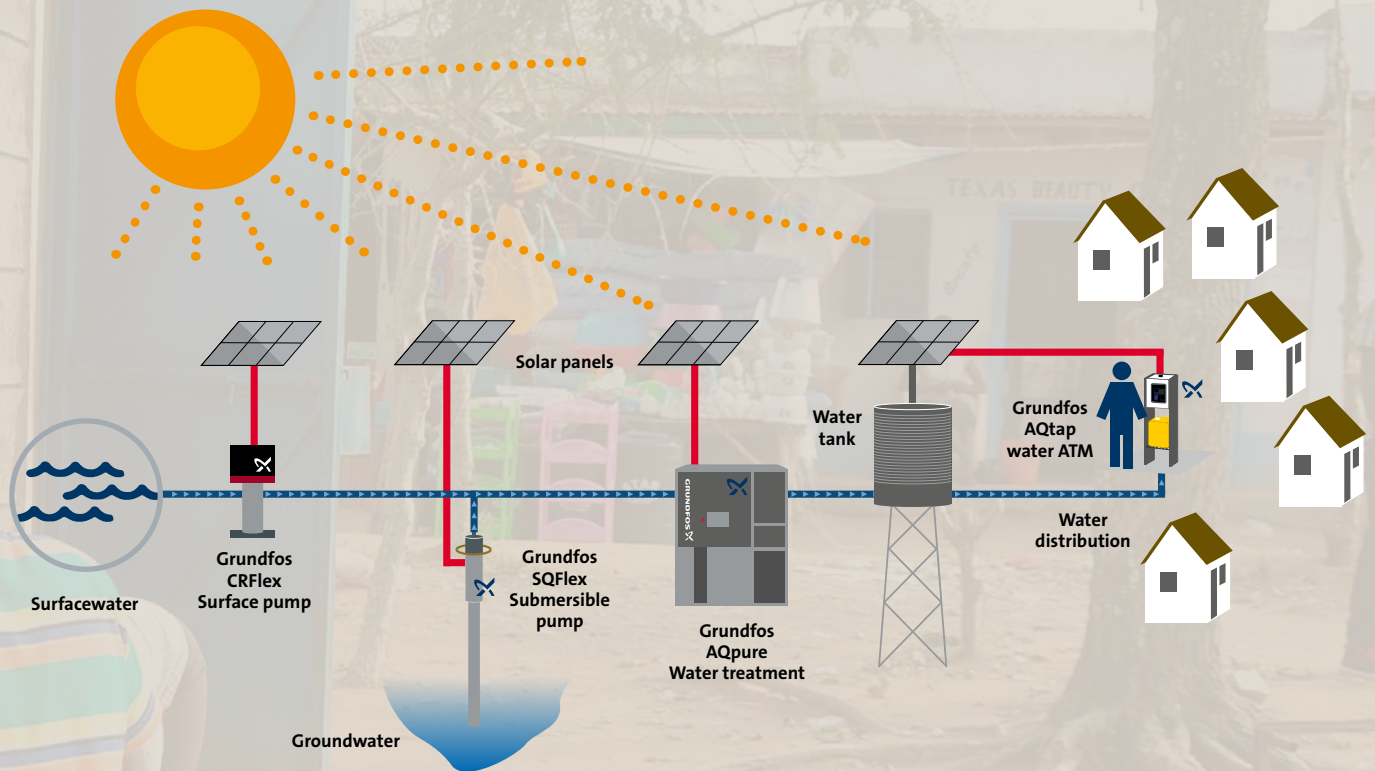 TEXAS BEAUTY
Solar panels
Water
tank
Grundfos
AQtap
water ATM
GRUNDFOS
Water
distribution
Grundfos
CRFlex
Surface pump
Grundfos
SQFlex
Submersible
pump
Surfacewater
Grundfos
AQpure
Water treatment
Groundwater